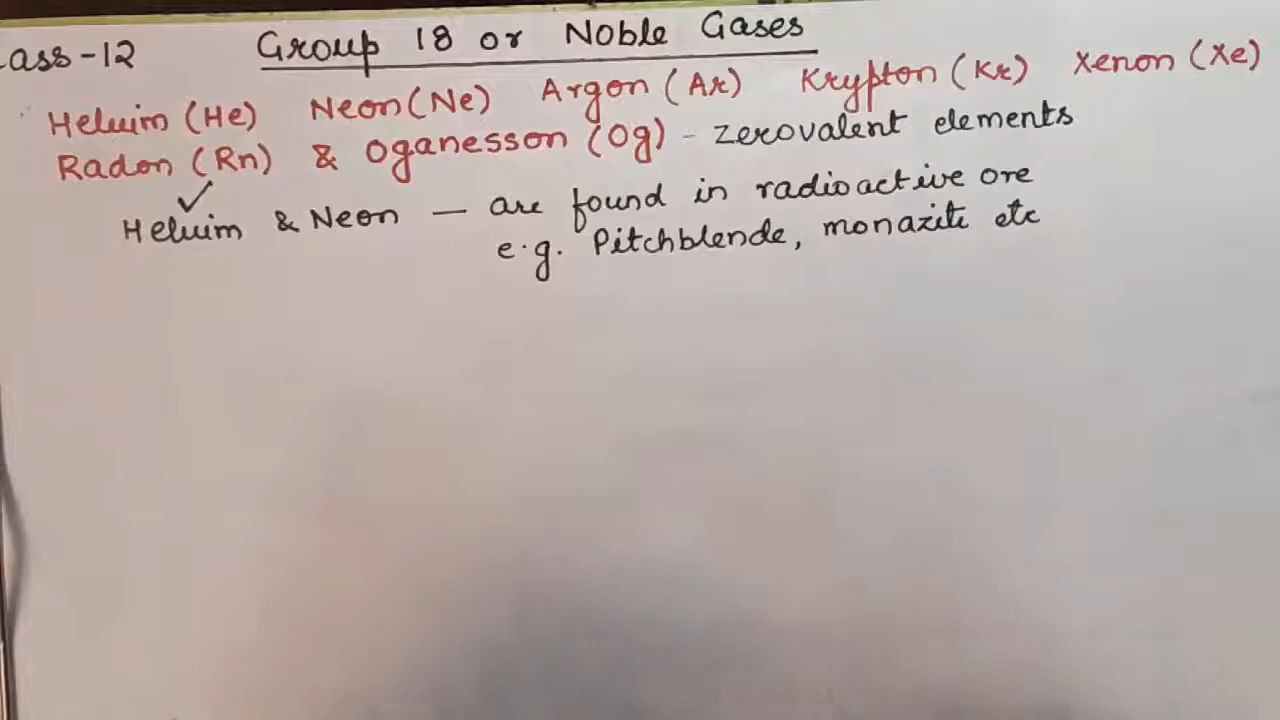 ass-12 Group 18 or Noble Gases
Heluim (He) Neon (Ne) Argon (Ar) Krypton (Kr) Xenon (Xe)
Radon (Rn) & Oganesson (Og) - zerovalent elements
Heluim & Neon — are found in radioactive ore
e.g. Pitchblende, monazite etc